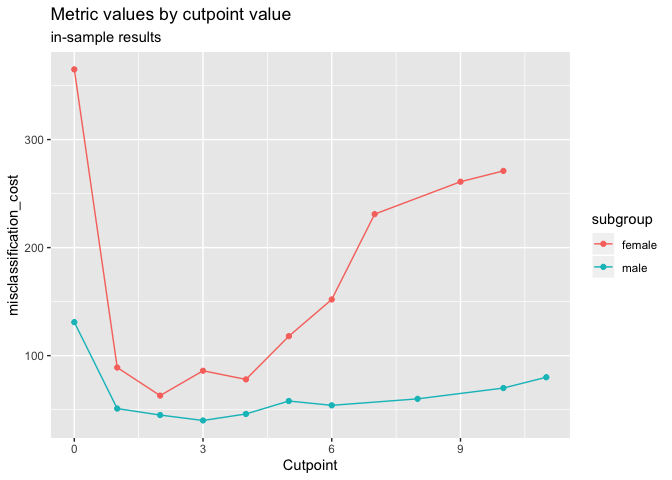 Metric values by cutpoint value
in-sample results
misclassification_cost
300
200
100
0
3
6
9
Cutpoint
subgroup
female
male